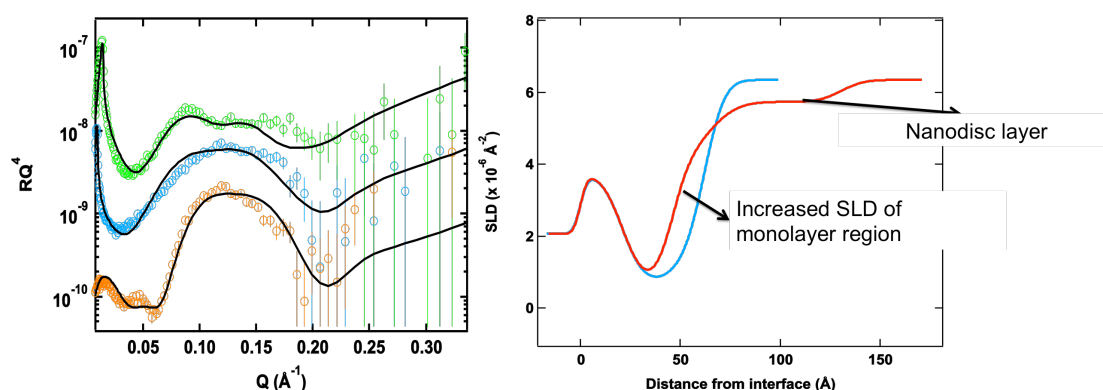 10⁻⁷
10⁻⁸
10⁻⁹
10⁻¹⁰
RQ⁴
0.05
0.10
0.15
0.20
0.25
0.30
Q (Å⁻¹)
8
6
4
2
0
SLD (x 10⁻⁶ Å⁻²)
0
50
100
150
Distance from interface (Å)
Nanodisc layer
Increased SLD of
monolayer region